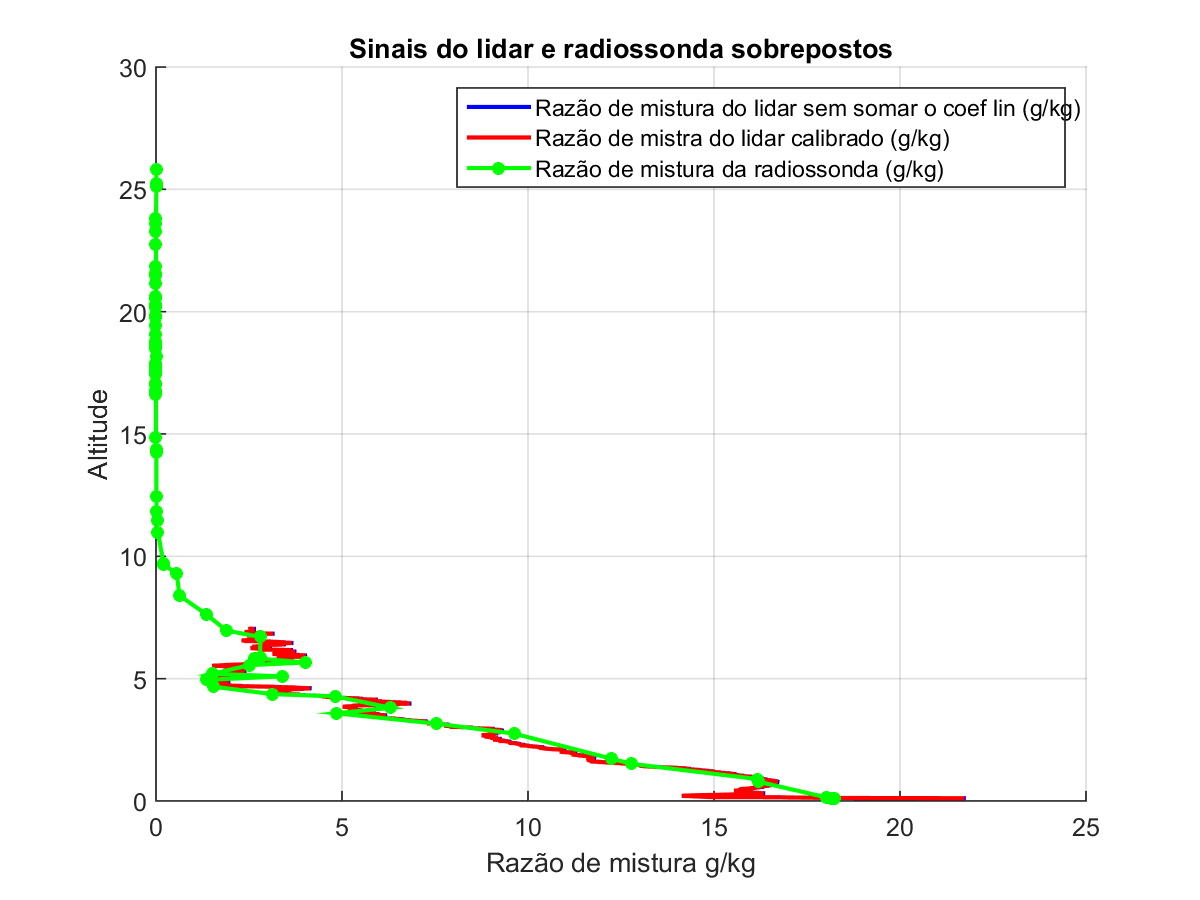 Sinais do lidar e radiossonda sobrepostos
30
Razão de mistura do lidar sem somar o coef lin (g/kg)
Razão de mistra do lidar calibrado (g/kg)
Razão de mistura da radiossonda (g/kg)
25
20
15
10
5
0
Altitude
0 5 10 15 20 25
Razão de mistura g/kg